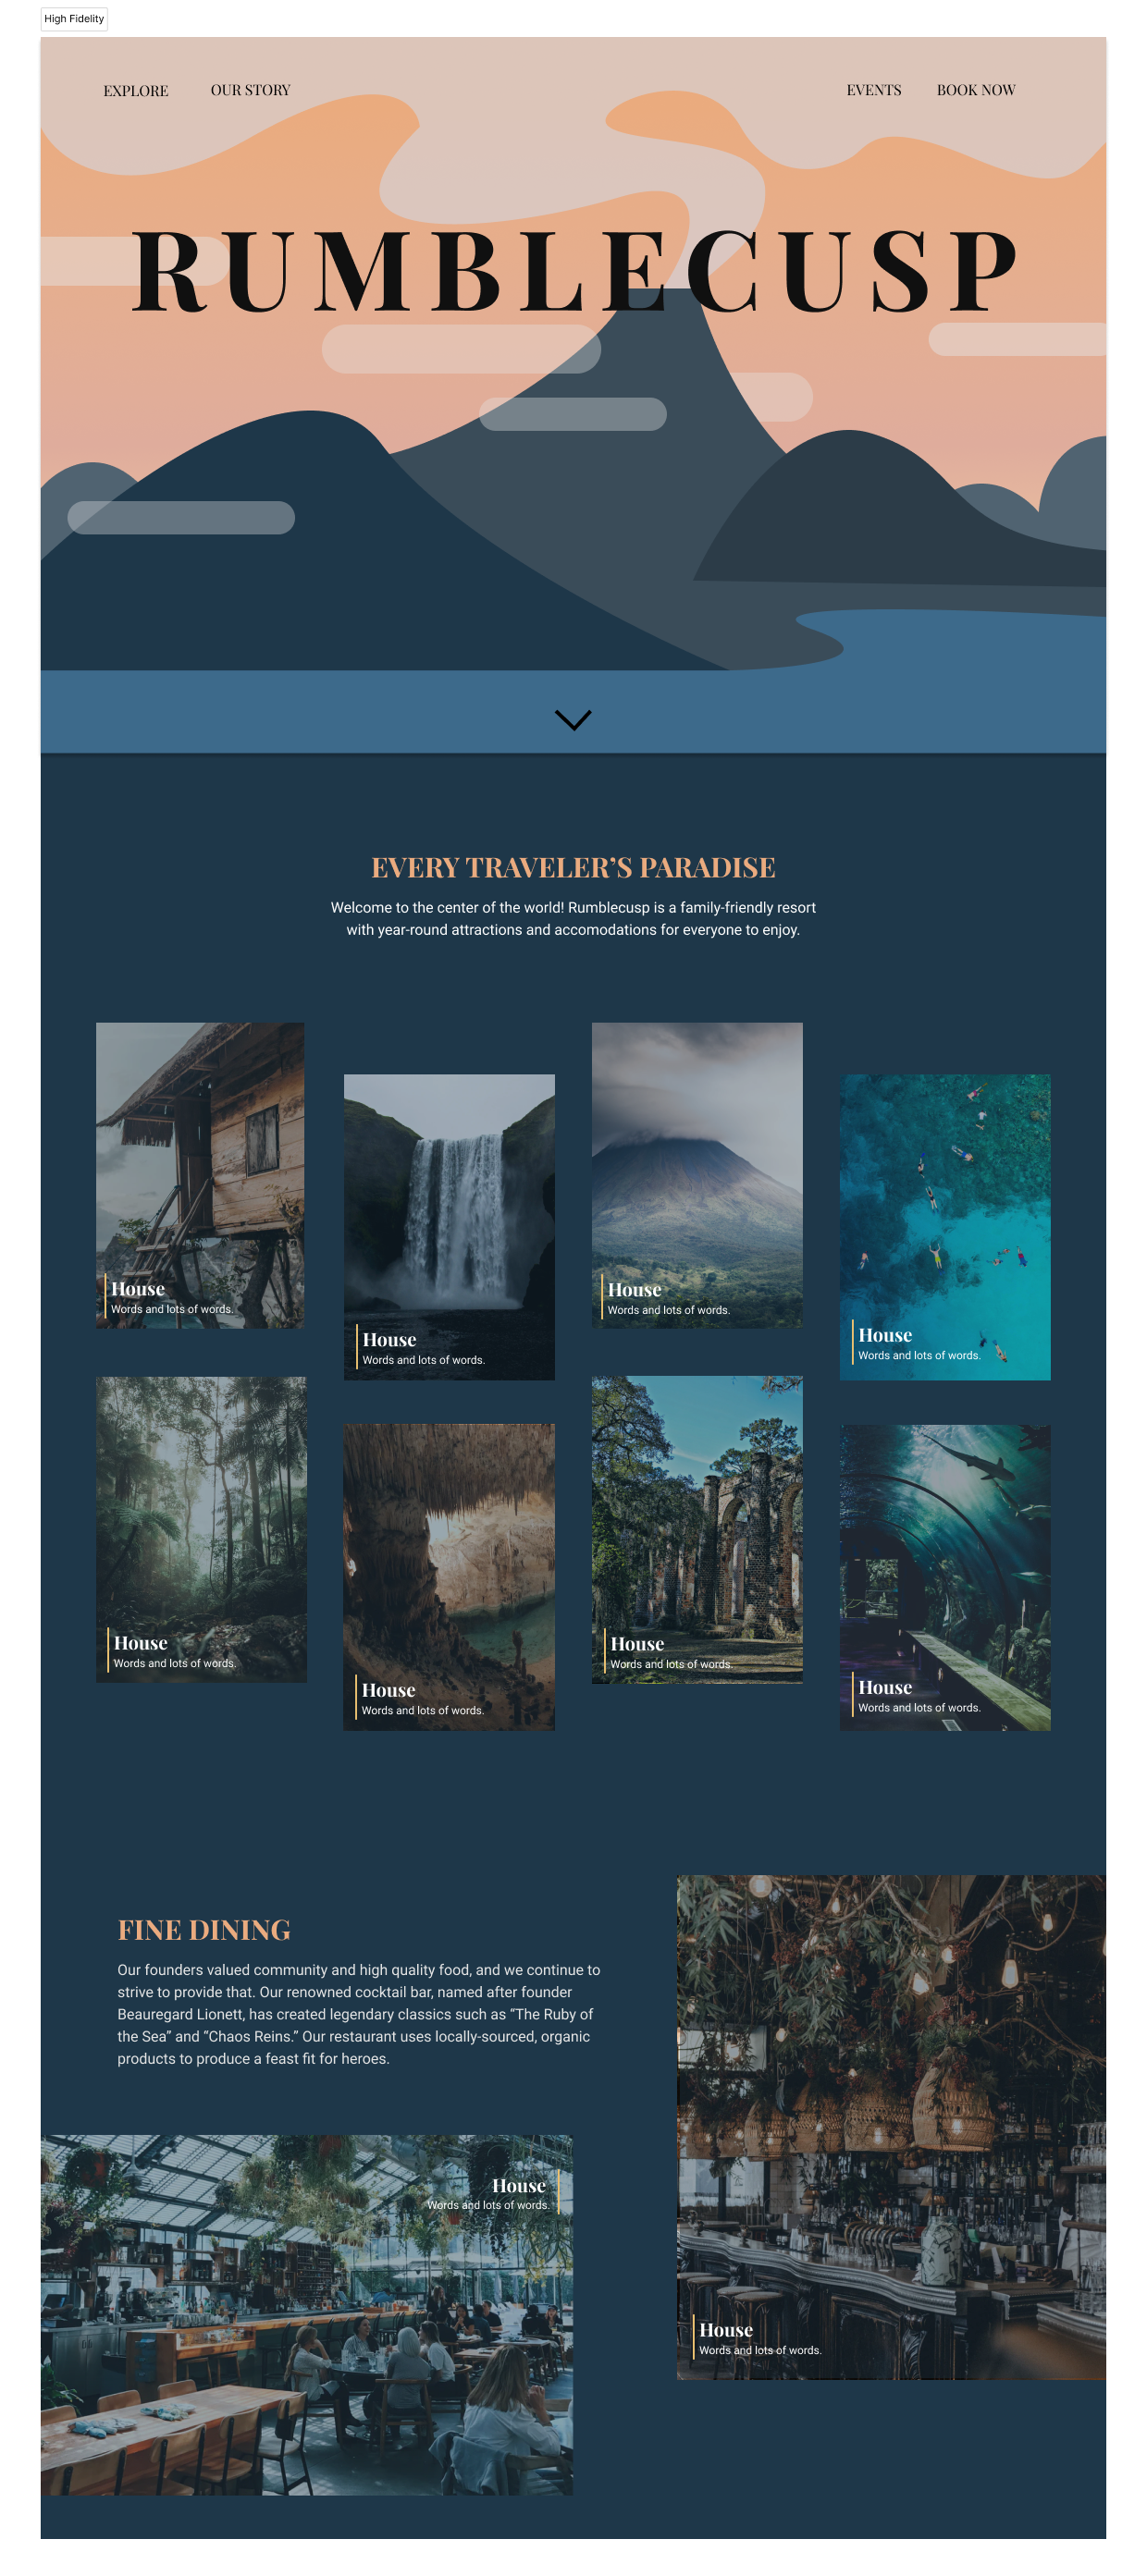 High Fidelity
EXPLORE
OUR STORY
EVENTS
BOOK NOW
RUMBLECUSP
EVERY TRAVELER’S PARADISE
Welcome to the center of the world! Rumblecusp is a family-friendly resort
with year-round attractions and accomodations for everyone to enjoy.
House
Words and lots of words.
House
Words and lots of words.
House
Words and lots of words.
House
Words and lots of words.
House
Words and lots of words.
House
Words and lots of words.
House
Words and lots of words.
House
Words and lots of words.
FINE DINING
Our founders valued community and high quality food, and we continue to
strive to provide that. Our renowned cocktail bar, named after founder
Beauregard Lionett, has created legendary classics such as “The Ruby of
the Sea” and “Chaos Reins.” Our restaurant uses locally-sourced, organic
products to produce a feast fit for heroes.
House
Words and lots of words.
House
Words and lots of words.